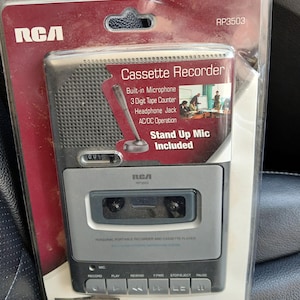 RCA
RP3503
Cassette Recorder
Built-in Microphone
3 Digit Tape Counter
Headphone Jack
AC/DC Operation
Stand Up Mic
Included
RCA
MIC
RECORD PLAY REWIND F.FWD STOP/EJECT PAUSE